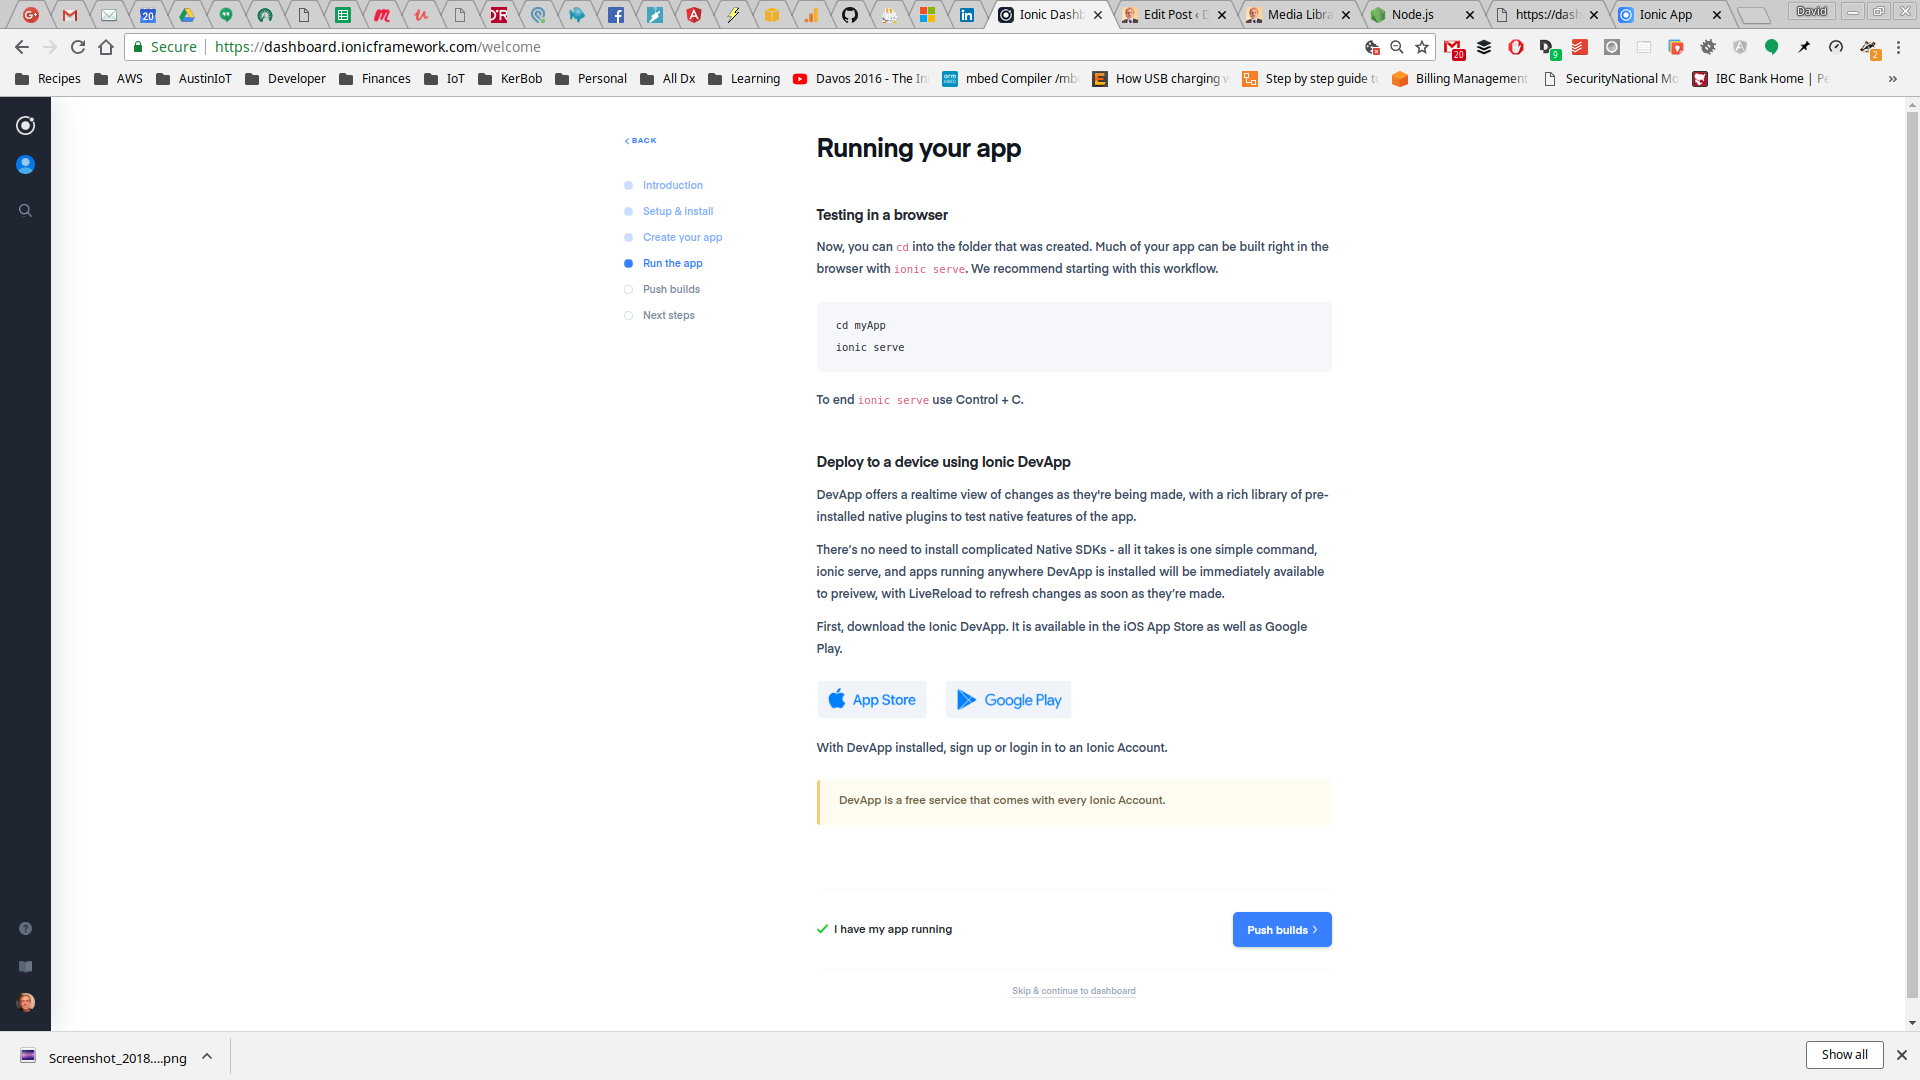 20
Ionic Dashb
Edit Post ‹ D
Media Libra
Node.js
https://dash
Ionic App
David
Secure
https://dashboard.ionicframework.com/welcome
20
9
2
Recipes
AWS
AustinIoT
Developer
Finances
IoT
KerBob
Personal
All Dx
Learning
Davos 2016 - The In
mbed Compiler /mb
How USB charging w
Step by step guide to
Billing Management
SecurityNational Mo
IBC Bank Home | Pe
»
BACK
Introduction
Setup & install
Create your app
Run the app
Push builds
Next steps
Running your app
Testing in a browser
Now, you can cd into the folder that was created. Much of your app can be built right in the
browser with ionic serve. We recommend starting with this workflow.
cd myApp
ionic serve
To end ionic serve use Control + C.
Deploy to a device using Ionic DevApp
DevApp offers a realtime view of changes as they're being made, with a rich library of pre-
installed native plugins to test native features of the app.
There's no need to install complicated Native SDKs - all it takes is one simple command,
ionic serve, and apps running anywhere DevApp is installed will be immediately available
to preivew, with LiveReload to refresh changes as soon as they're made.
First, download the Ionic DevApp. It is available in the iOS App Store as well as Google
Play.
App Store
Google Play
With DevApp installed, sign up or login in to an Ionic Account.
DevApp is a free service that comes with every Ionic Account.
I have my app running
Push builds
Skip & continue to dashboard
Screenshot_2018....png
Show all